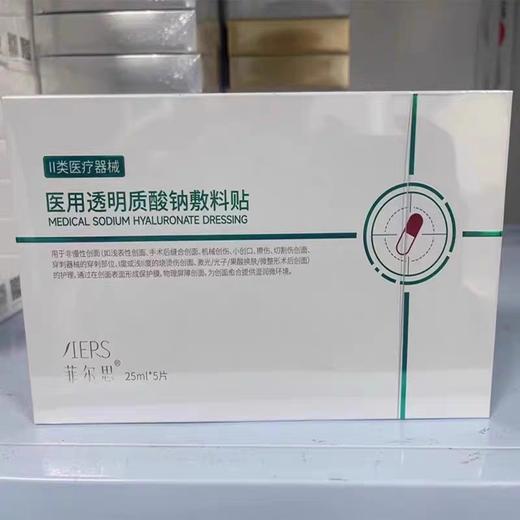 II类医疗器械
医用透明质酸钠敷料贴
MEDICAL SODIUM HYALURONATE DRESSING
用于非慢性创面(如浅表性创面、手术后缝合创面、机械创伤、小创口、擦伤、切割伤创面、
穿刺器械的穿刺部位、I度或浅II度的烧烫伤创面、激光/光子/果酸换肤/微整形术后创面)
的护理。通过在创面表面形成保护膜,物理屏障创面,为创面愈合提供湿润微环境。
菲尔思®
25ml*5片